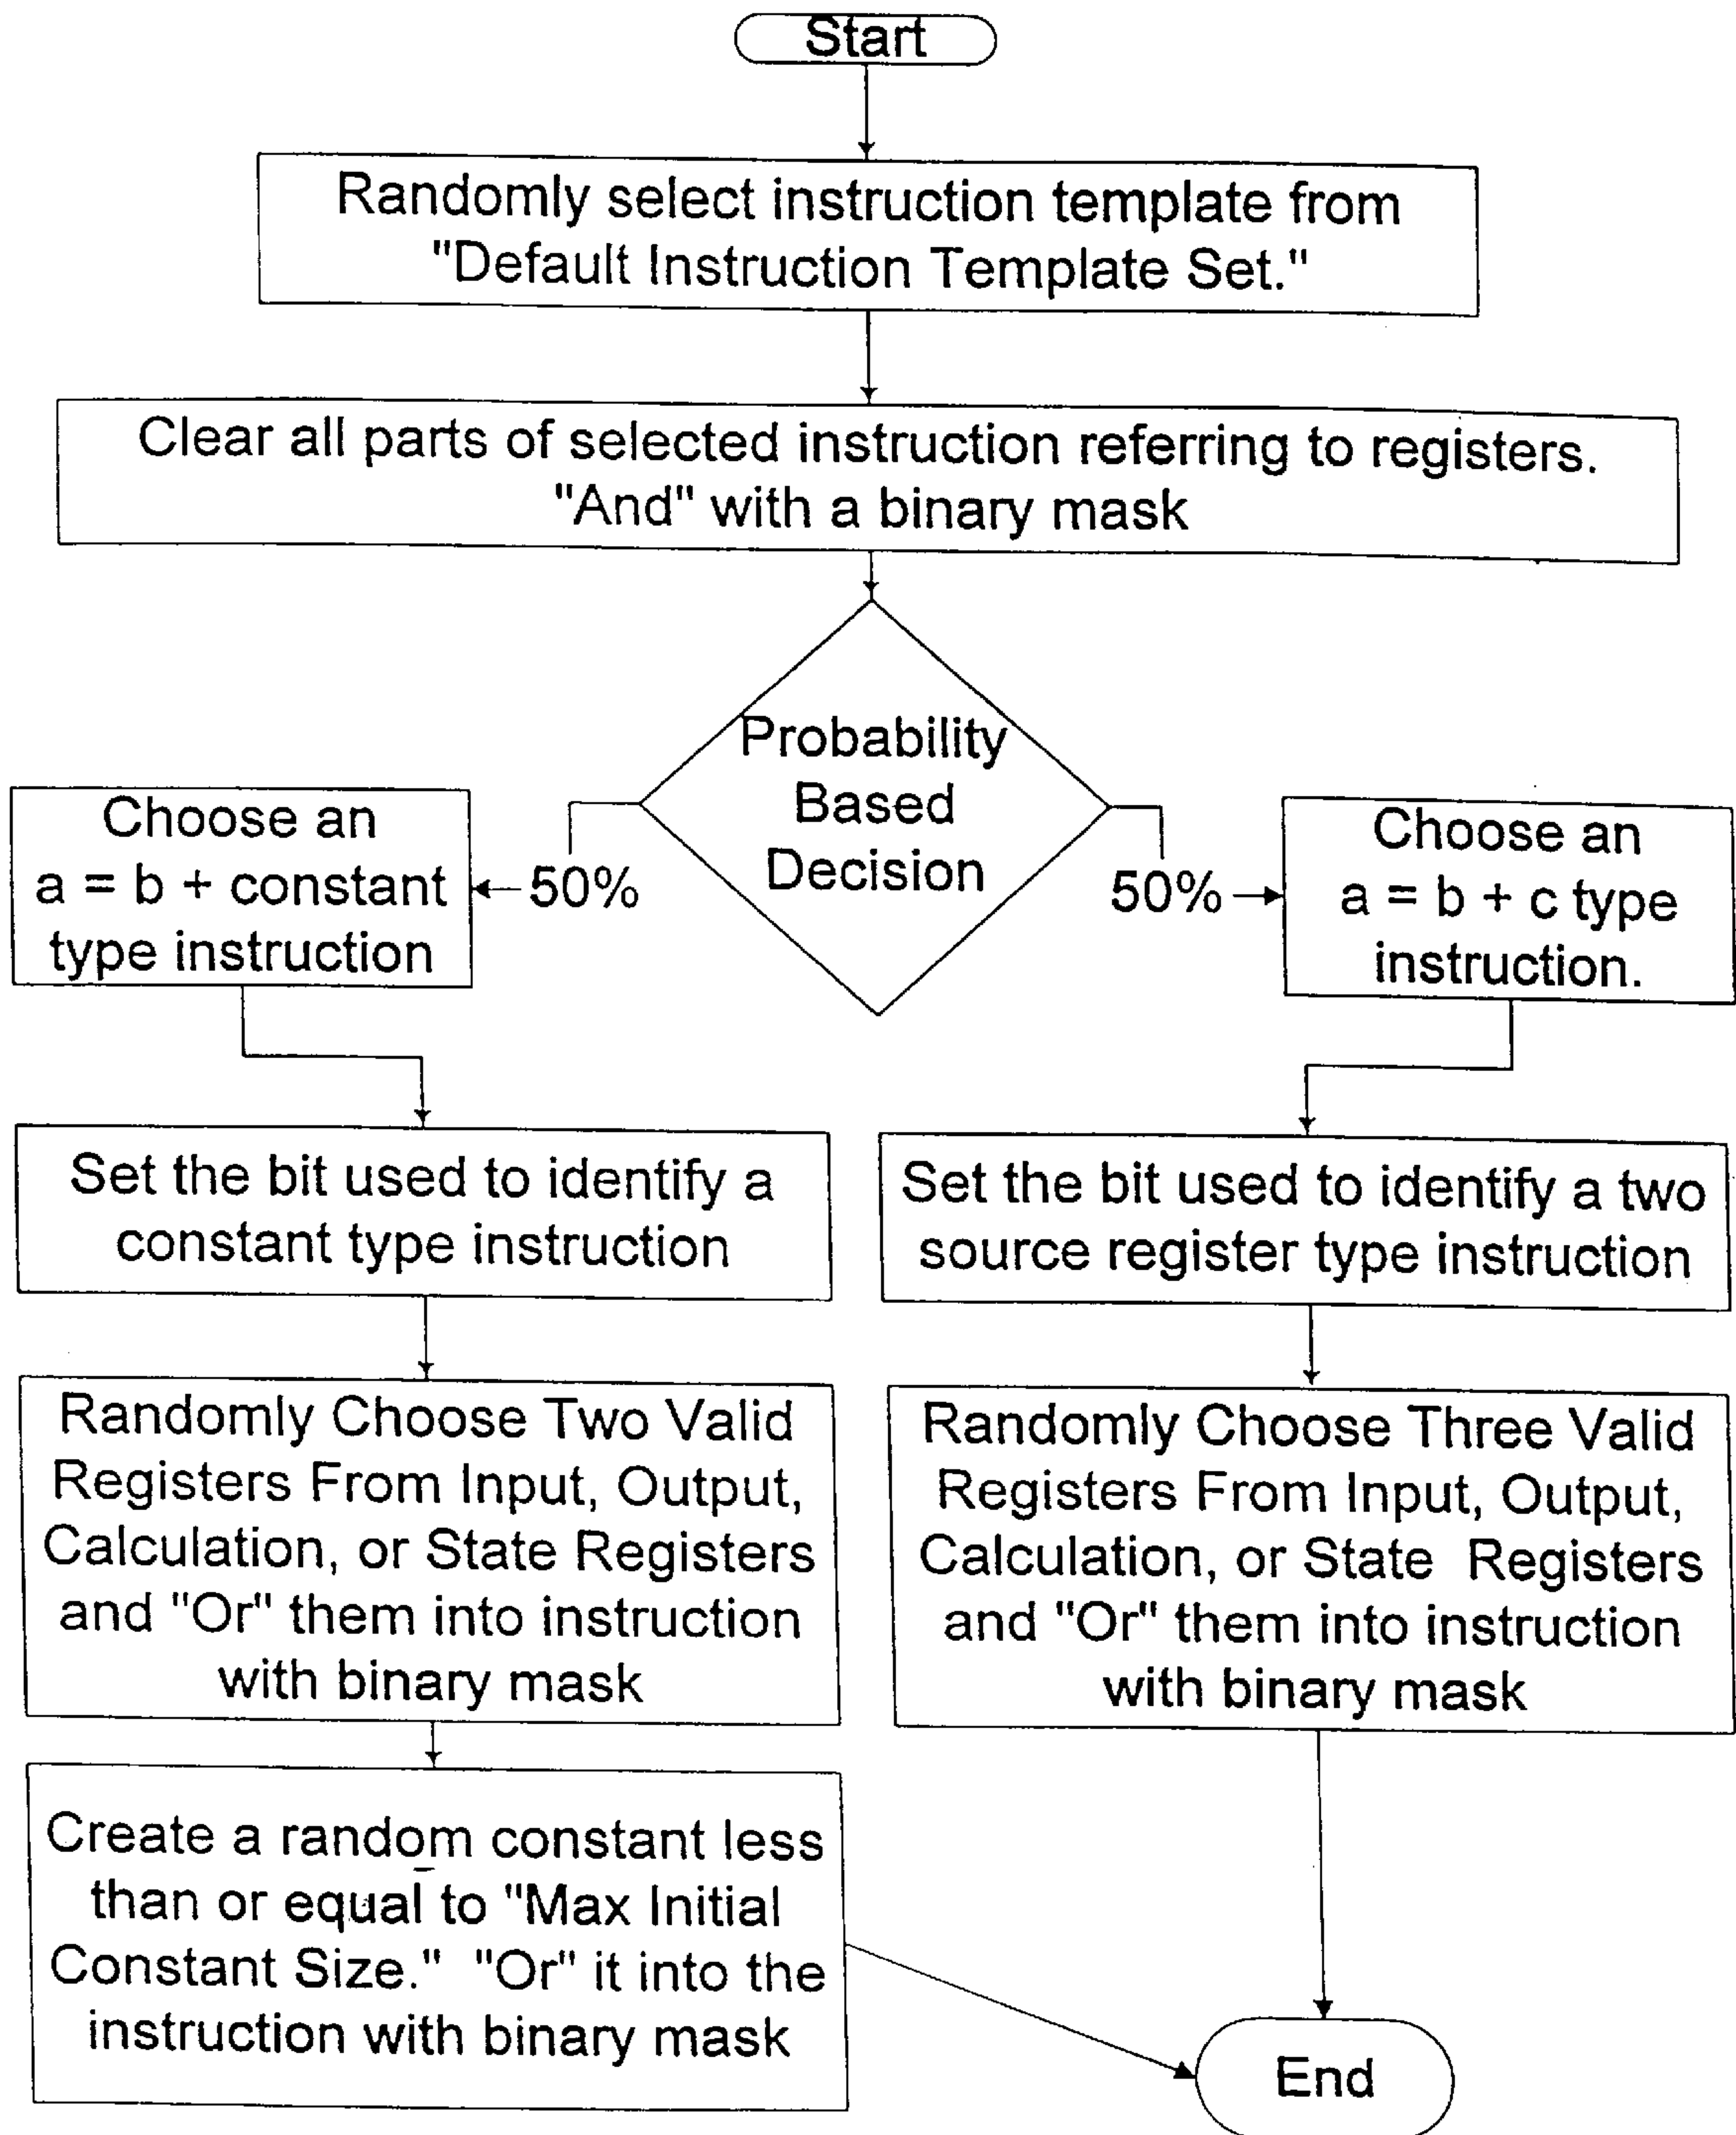 Start
Randomly select instruction template from
"Default Instruction Template Set."
Clear all parts of selected instruction referring to registers.
"And" with a binary mask
Probability
Based
Decision
50%
50%
Choose an
a = b + constant
type instruction
Choose an
a = b + c type
instruction.
Set the bit used to identify a
constant type instruction
Set the bit used to identify a two
source register type instruction
Randomly Choose Two Valid
Registers From Input, Output,
Calculation, or State Registers
and "Or" them into instruction
with binary mask
Randomly Choose Three Valid
Registers From Input, Output,
Calculation, or State Registers
and "Or" them into instruction
with binary mask
Create a random constant less
than or equal to "Max Initial
Constant Size." "Or" it into the
instruction with binary mask
End